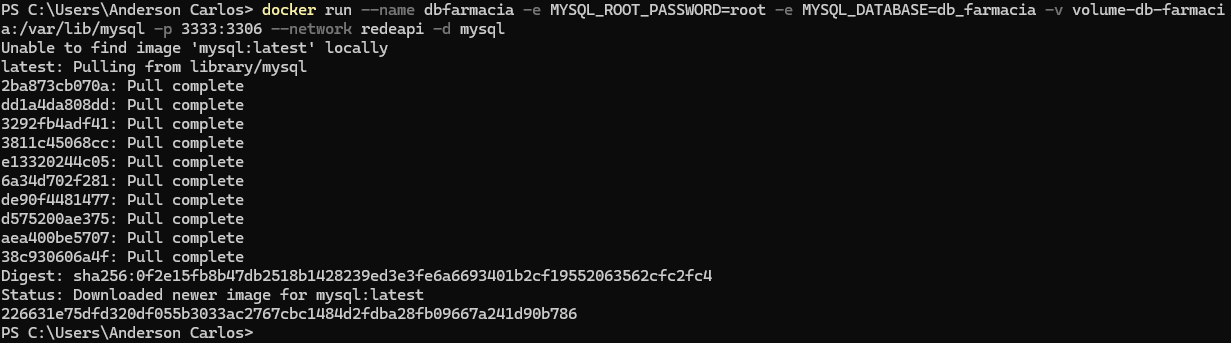 PS C:\Users\Anderson Carlos> docker run --name dbfarmacia -e MYSQL_ROOT_PASSWORD=root -e MYSQL_DATABASE=db_farmacia -v volume-db-farmaci
a:/var/lib/mysql -p 3333:3306 --network redeapi -d mysql
Unable to find image 'mysql:latest' locally
latest: Pulling from library/mysql
2ba873cb070a: Pull complete
dd1a4da808dd: Pull complete
3292fb4adf41: Pull complete
3811c45068cc: Pull complete
e13320244c05: Pull complete
6a34d702f281: Pull complete
de90f4481477: Pull complete
d575200ae375: Pull complete
aea400be5707: Pull complete
38c930606a4f: Pull complete
Digest: sha256:0f2e15fb8b47db2518b1428239ed3e3fe6a6693401b2cf19552063562cfc2fc4
Status: Downloaded newer image for mysql:latest
226631e75dfd320df055b3033ac2767cbc1484d2fdba28fb09667a241d90b786
PS C:\Users\Anderson Carlos>